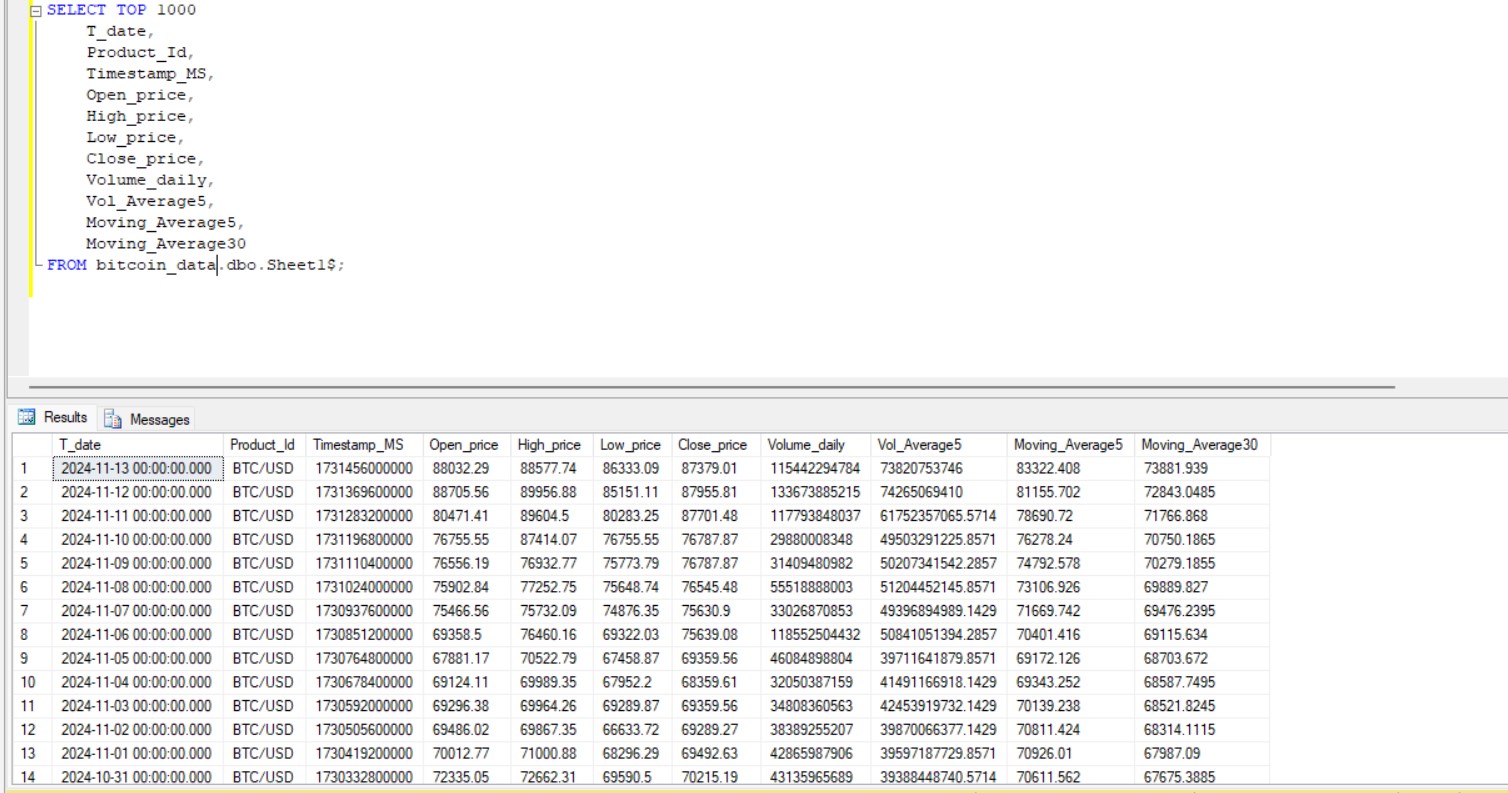 SELECT TOP 1000
T_date,
Product_Id,
Timestamp_MS,
Open_price,
High_price,
Low_price,
Close_price,
Volume_daily,
Vol_Average5,
Moving_Average5,
Moving_Average30
FROM bitcoin_data.dbo.Sheet1$;
Results Messages
T_date Product_Id Timestamp_MS Open_price High_price Low_price Close_price Volume_daily Vol_Average5 Moving_Average5 Moving_Average30
1 2024-11-13 00:00:00.000 BTC/USD 1731456000000 88032.29 88577.74 86333.09 87379.01 115442294784 73820753746 83322.408 73881.939
2 2024-11-12 00:00:00.000 BTC/USD 1731369600000 88705.56 89956.88 85151.11 87955.81 133673885215 74265069410 81155.702 72843.0485
3 2024-11-11 00:00:00.000 BTC/USD 1731283200000 80471.41 89604.5 80283.25 87701.48 117793848037 61752357065.5714 78690.72 71766.868
4 2024-11-10 00:00:00.000 BTC/USD 1731196800000 76755.55 87414.07 76755.55 76787.87 29880008348 49503291225.8571 76278.24 70750.1865
5 2024-11-09 00:00:00.000 BTC/USD 1731110400000 76556.19 76932.77 75773.79 76787.87 31409480982 50207341542.2857 74792.578 70279.1855
6 2024-11-08 00:00:00.000 BTC/USD 1731024000000 75902.84 77252.75 75648.74 76545.48 55518888003 51204452145.8571 73106.926 69889.827
7 2024-11-07 00:00:00.000 BTC/USD 1730937600000 75466.56 75732.09 74876.35 75630.9 33026870853 49396894989.1429 71669.742 69476.2395
8 2024-11-06 00:00:00.000 BTC/USD 1730851200000 69358.5 76460.16 69322.03 75639.08 118552504432 50841051394.2857 70401.416 69115.634
9 2024-11-05 00:00:00.000 BTC/USD 1730764800000 67881.17 70522.79 67458.87 69359.56 46084898804 39711641879.8571 69172.126 68703.672
10 2024-11-04 00:00:00.000 BTC/USD 1730678400000 69124.11 69989.35 67952.2 68359.61 32050387159 41491166918.1429 69343.252 68587.7495
11 2024-11-03 00:00:00.000 BTC/USD 1730592000000 69296.38 69964.26 69289.87 69359.56 34808360563 42453919732.1429 70139.238 68521.8245
12 2024-11-02 00:00:00.000 BTC/USD 1730505600000 69486.02 69867.35 66633.72 69289.27 38389255207 39870066377.1429 70811.424 68314.1115
13 2024-11-01 00:00:00.000 BTC/USD 1730419200000 70012.77 71000.88 68296.29 69492.63 42865987906 39597187729.8571 70926.01 67987.09
14 2024-10-31 00:00:00.000 BTC/USD 1730332800000 72335.05 72662.31 69590.5 70215.19 43135965689 39388448740.5714 70611.562 67675.3885